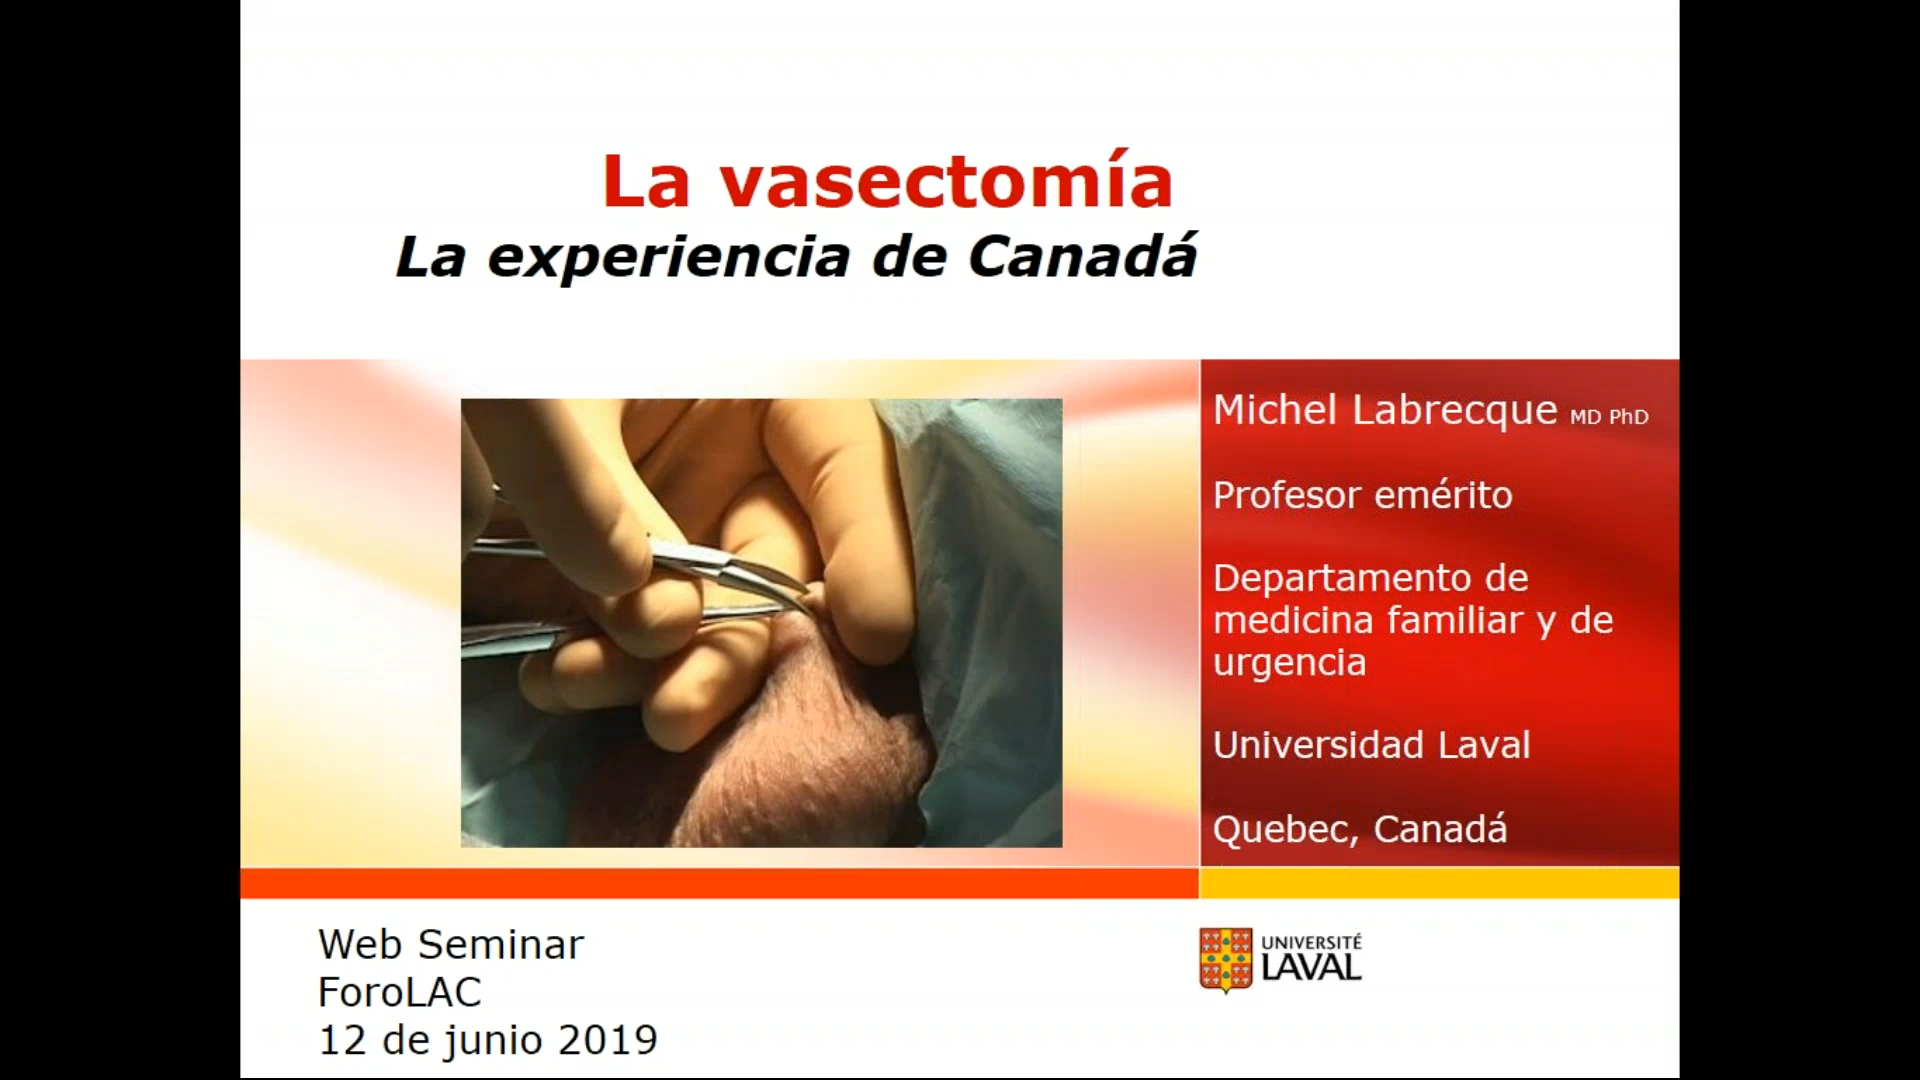 La vasectomía
La experiencia de Canadá
Michel Labrecque MD PhD
Profesor emérito
Departamento de
medicina familiar y de
urgencia
Universidad Laval
Quebec, Canadá
Web Seminar
ForoLAC
12 de junio 2019
UNIVERSITÉ
LAVAL